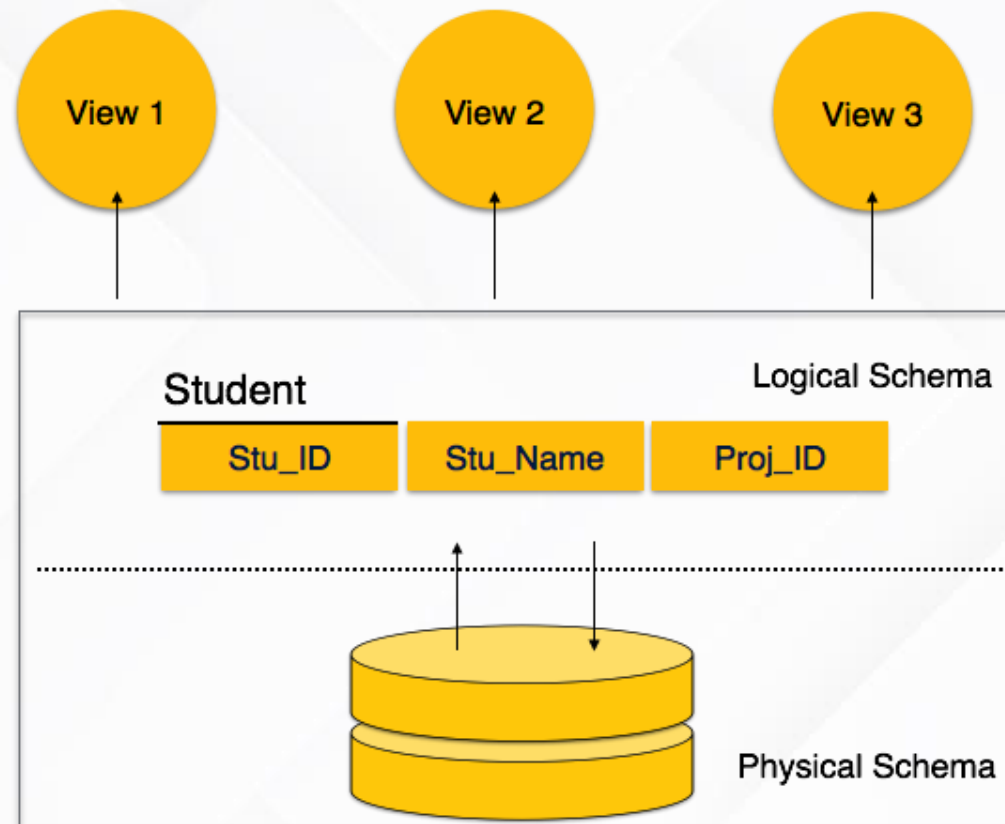 View 1
View 2
View 3
Logical Schema
Student
Stu_ID
Stu_Name
Proj_ID
Physical Schema